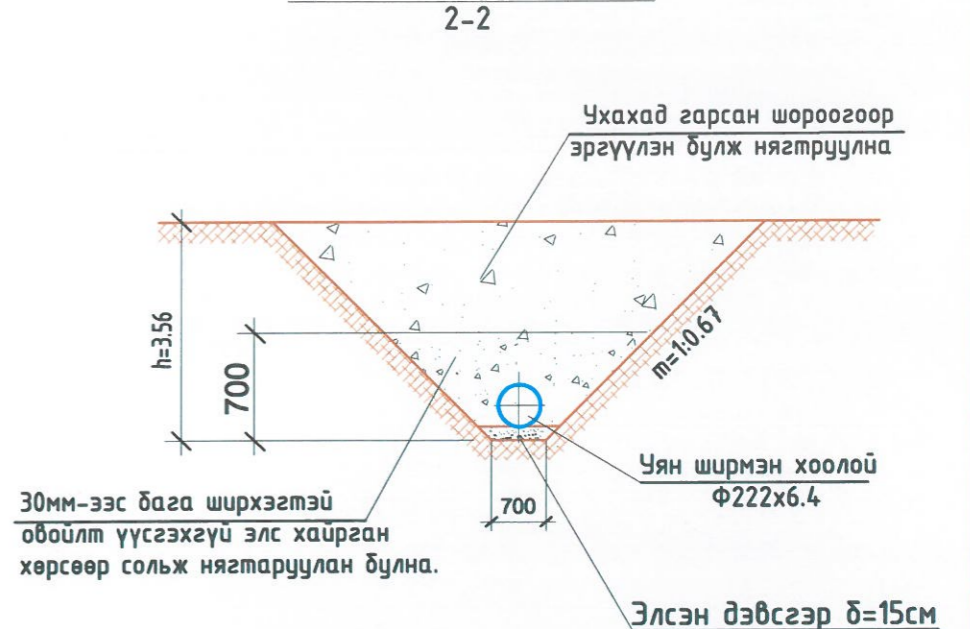 2-2
Ухахад гарсан шороогоор
эргүүлэн булж нягтруулна
h=3.56
700
m=1:0.67
Уян ширмэн хоолой
Ф222x6.4
700
30мм-ээс бага ширхэгтэй
овойлт үүсгэхгүй элс хайрган
хөрсөөр сольж нягтаруулан булна.
Элсэн дэвсгэр δ=15см